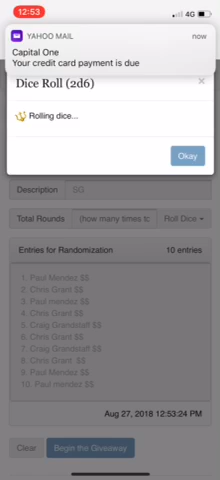 12:53
4G
YAHOO MAIL
now
Capital One
Your credit card payment is due
Dice Roll (2d6)
×
Rolling dice...
Okay
Description
SG
Total Rounds
(how many times tc
Roll Dice
Entries for Randomization
10 entries
1. Paul Mendez $$
2. Chris Grant $$
3. Paul mendez $$
4. Chris Grant $$
5. Craig Grandstaff $$
6. Chris Grant $$
7. Craig Grandstaff $$
8. Chris Grant $$
9. Paul Mendez $$
10. Paul mendez $$
Aug 27, 2018 12:53:24 PM
Clear
Begin the Giveaway